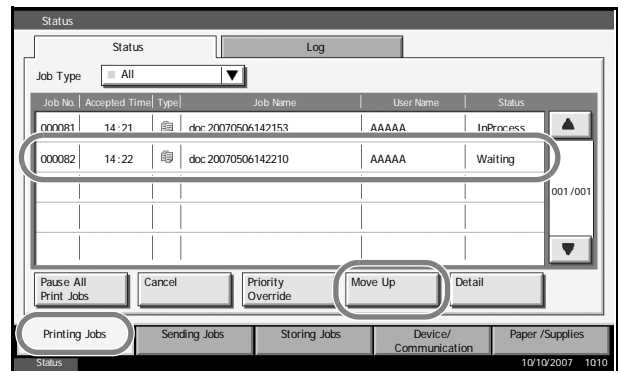 Status
Status Log
Job Type All
Job No. Accepted Time Type Job Name User Name Status
000081 14:21 doc20070506142153 AAAAA InProcess
000082 14:22 doc20070506142210 AAAAA Waiting
001/001
Pause All Cancel Priority Move Up Detail
Print Jobs Override
Printing Jobs Sending Jobs Storing Jobs Device/ Paper/Supplies
Communication
Status 10/10/2007 1010